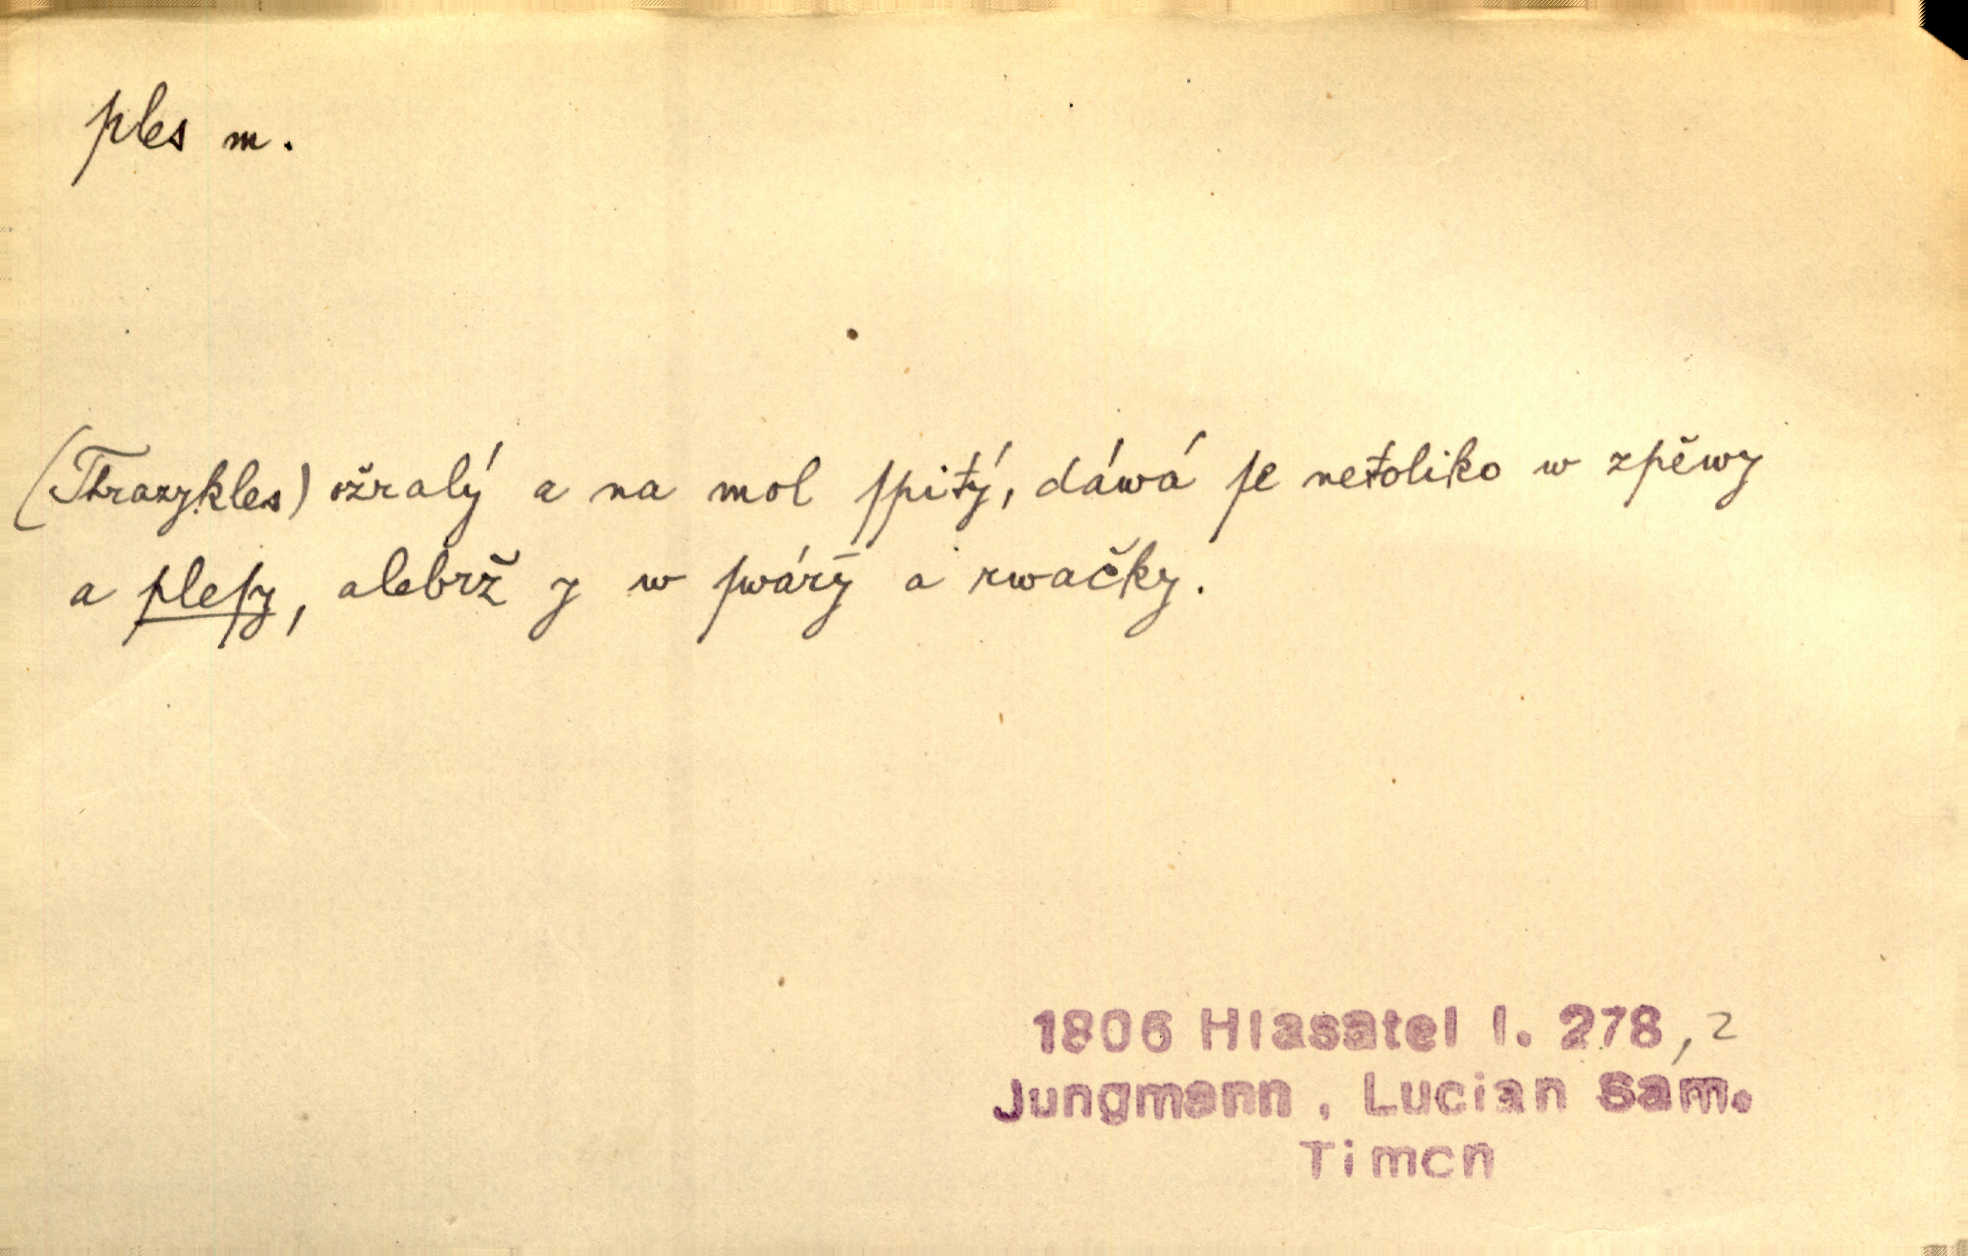 ples m.
(Thrazykles) ožralý a na mol ſpitý, dáwá ſe netoliko w zpěwy
a pleſy, alebrž y w ſwáry a rwačky.
1806 Hlasatel I. 278,2
Jungmann, Lucian Sam.
Timon